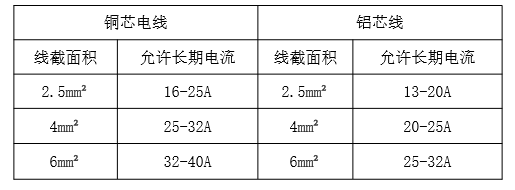 铜芯电线 铝芯线
线截面积 允许长期电流 线截面积 允许长期电流
2.5mm² 16-25A 2.5mm² 13-20A
4mm² 25-32A 4mm² 20-25A
6mm² 32-40A 6mm² 25-32A